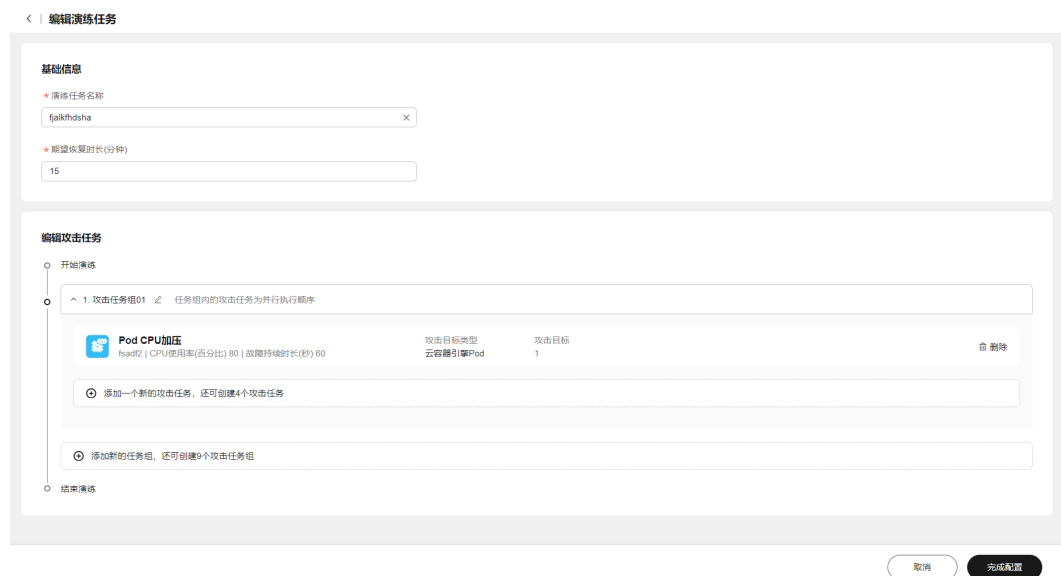 编辑演练任务
基础信息
* 演练任务名称
fjalkfhdsha
* 期望恢复时长(分钟)
15
编辑攻击任务
开始演练
1. 攻击任务组01 任务组内的攻击任务为并行执行顺序
Pod CPU加压 攻击目标类型 攻击目标
fsadf2 | CPU使用率(百分比) 80 | 故障持续时长(秒) 60 云容器引擎Pod 1 删除
添加一个新的攻击任务，还可创建4个攻击任务
添加新的任务组，还可创建9个攻击任务组
结束演练
取消 完成配置